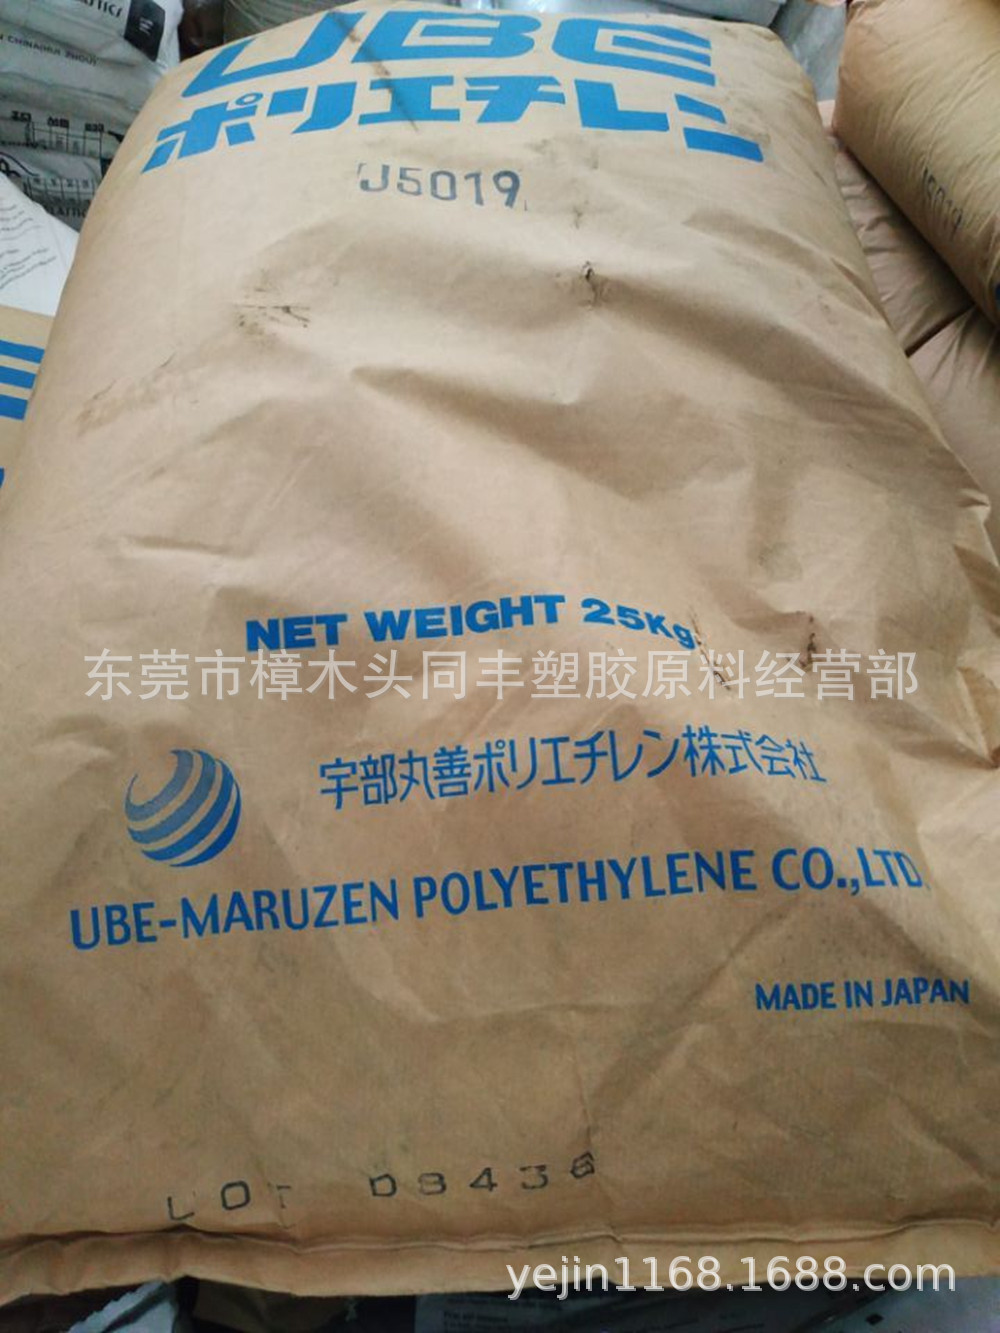 UBE
ポリエチレン
J5019
NET WEIGHT 25Kg
东莞市樟木头同丰塑胶原料经营部
宇部丸善ポリエチレン株式会社
UBE-MARUZEN POLYETHYLENE CO.,LTD.
MADE IN JAPAN
LOT D8436
yejin1168.1688.com